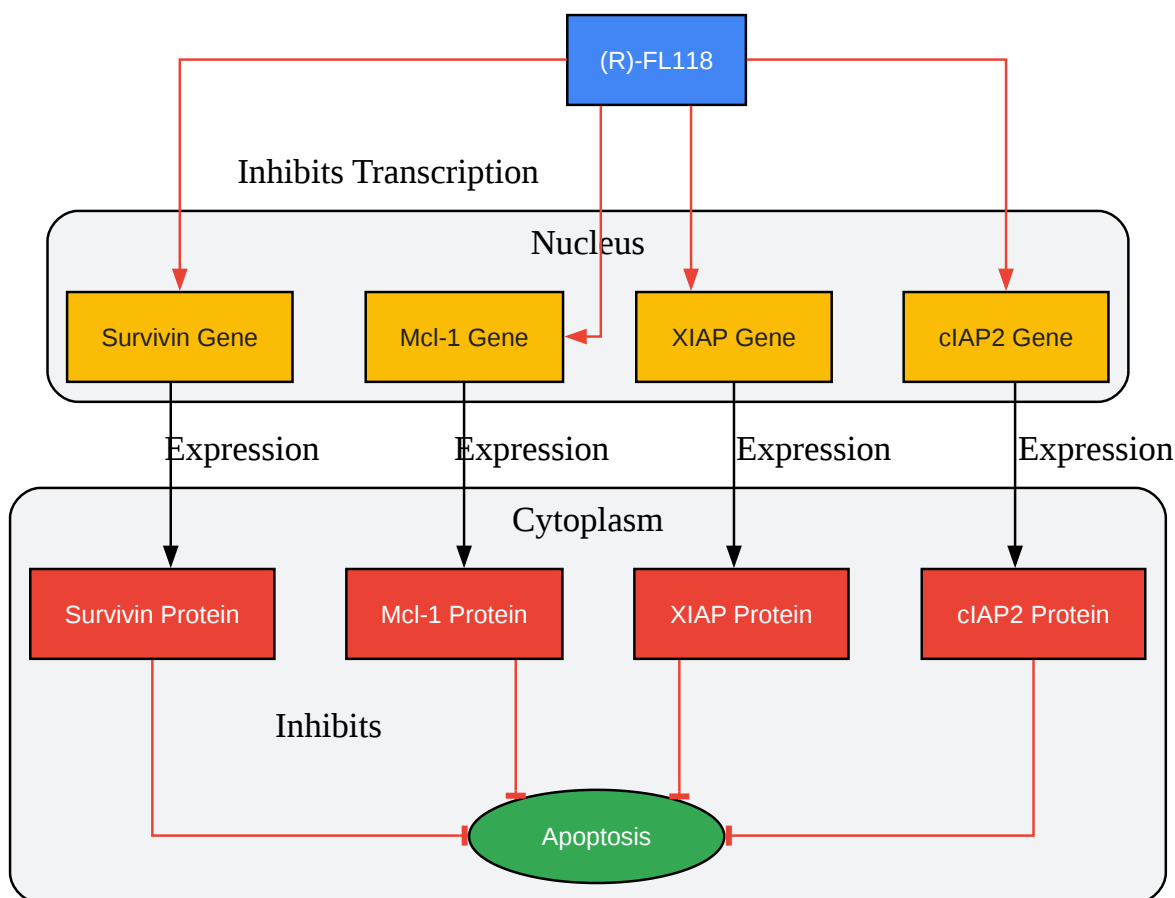 (R)-FL118
Inhibits Transcription
Nucleus
Survivin Gene
Mcl-1 Gene
XIAP Gene
cIAP2 Gene
Expression
Expression
Expression
Expression
Cytoplasm
Survivin Protein
Mcl-1 Protein
XIAP Protein
cIAP2 Protein
Inhibits
Apoptosis